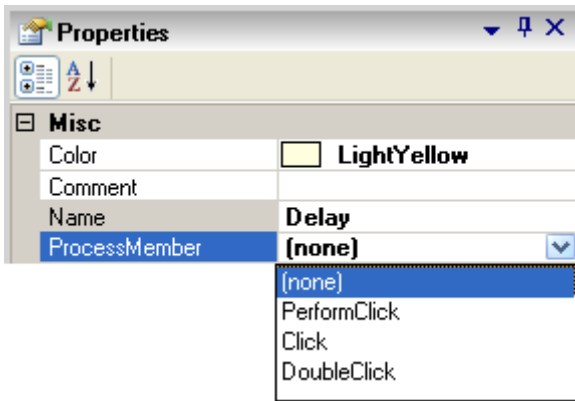 Properties
A
Z
Misc
Color LightYellow
Comment
Name Delay
ProcessMember (none)
(none)
PerformClick
Click
DoubleClick